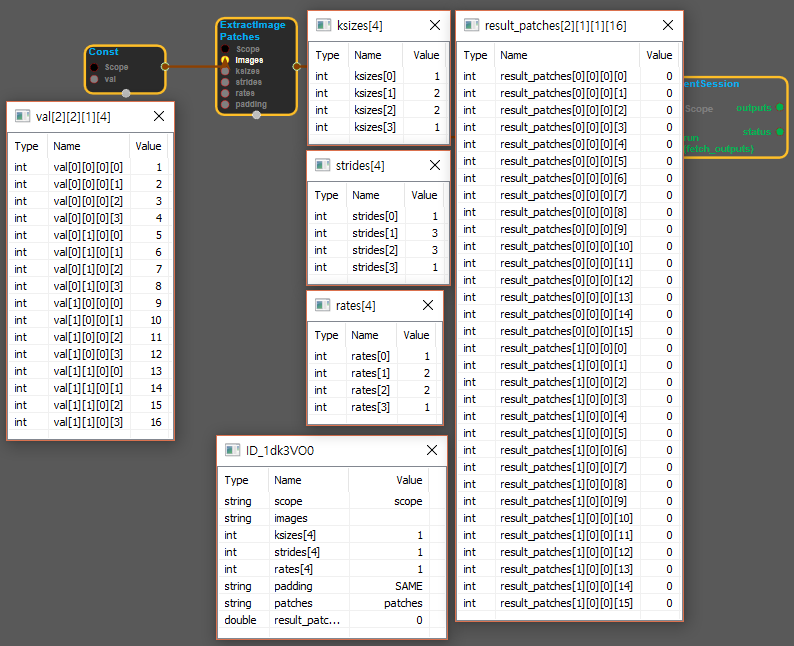 Const
Scope
val
ExtractImage
Patches
Scope
images
ksizes
strides
rates
padding
entSession
Scope
outputs
status
run
(fetch_outputs)
val[2][2][1][4]
Type Name Value
int val[0][0][0][0] 1
int val[0][0][0][1] 2
int val[0][0][0][2] 3
int val[0][0][0][3] 4
int val[0][1][0][0] 5
int val[0][1][0][1] 6
int val[0][1][0][2] 7
int val[0][1][0][3] 8
int val[1][0][0][0] 9
int val[1][0][0][1] 10
int val[1][0][0][2] 11
int val[1][0][0][3] 12
int val[1][1][0][0] 13
int val[1][1][0][1] 14
int val[1][1][0][2] 15
int val[1][1][0][3] 16
ksizes[4]
Type Name Value
int ksizes[0] 1
int ksizes[1] 2
int ksizes[2] 2
int ksizes[3] 1
strides[4]
Type Name Value
int strides[0] 1
int strides[1] 3
int strides[2] 3
int strides[3] 1
rates[4]
Type Name Value
int rates[0] 1
int rates[1] 2
int rates[2] 2
int rates[3] 1
ID_1dk3VO0
Type Name Value
string scope scope
string images
int ksizes[4] 1
int strides[4] 1
int rates[4] 1
string padding SAME
string patches patches
double result_patc... 0
result_patches[2][1][1][16]
Type Name Value
int result_patches[0][0][0][0] 0
int result_patches[0][0][0][1] 0
int result_patches[0][0][0][2] 0
int result_patches[0][0][0][3] 0
int result_patches[0][0][0][4] 0
int result_patches[0][0][0][5] 0
int result_patches[0][0][0][6] 0
int result_patches[0][0][0][7] 0
int result_patches[0][0][0][8] 0
int result_patches[0][0][0][9] 0
int result_patches[0][0][0][10] 0
int result_patches[0][0][0][11] 0
int result_patches[0][0][0][12] 0
int result_patches[0][0][0][13] 0
int result_patches[0][0][0][14] 0
int result_patches[0][0][0][15] 0
int result_patches[1][0][0][0] 0
int result_patches[1][0][0][1] 0
int result_patches[1][0][0][2] 0
int result_patches[1][0][0][3] 0
int result_patches[1][0][0][4] 0
int result_patches[1][0][0][5] 0
int result_patches[1][0][0][6] 0
int result_patches[1][0][0][7] 0
int result_patches[1][0][0][8] 0
int result_patches[1][0][0][9] 0
int result_patches[1][0][0][10] 0
int result_patches[1][0][0][11] 0
int result_patches[1][0][0][12] 0
int result_patches[1][0][0][13] 0
int result_patches[1][0][0][14] 0
int result_patches[1][0][0][15] 0